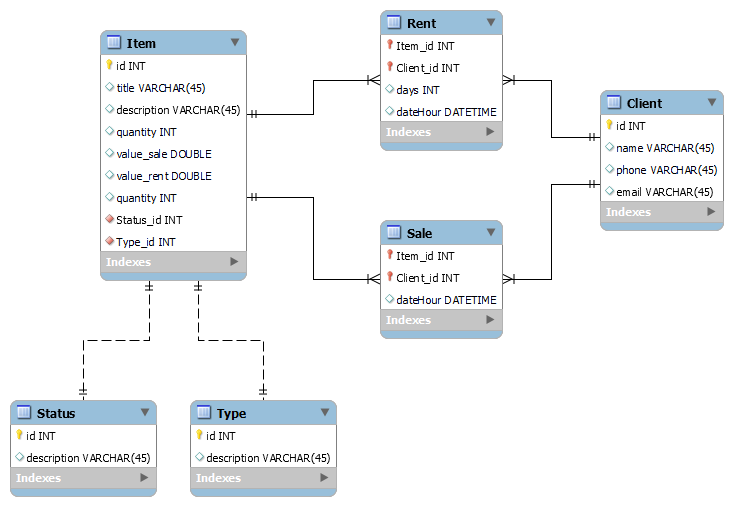 Item
id INT
title VARCHAR(45)
description VARCHAR(45)
quantity INT
value_sale DOUBLE
value_rent DOUBLE
quantity INT
Status_id INT
Type_id INT
Indexes
Rent
Item_id INT
Client_id INT
days INT
dateHour DATETIME
Indexes
Client
id INT
name VARCHAR(45)
phone VARCHAR(45)
email VARCHAR(45)
Indexes
Sale
Item_id INT
Client_id INT
dateHour DATETIME
Indexes
Status
id INT
description VARCHAR(45)
Indexes
Type
id INT
description VARCHAR(45)
Indexes